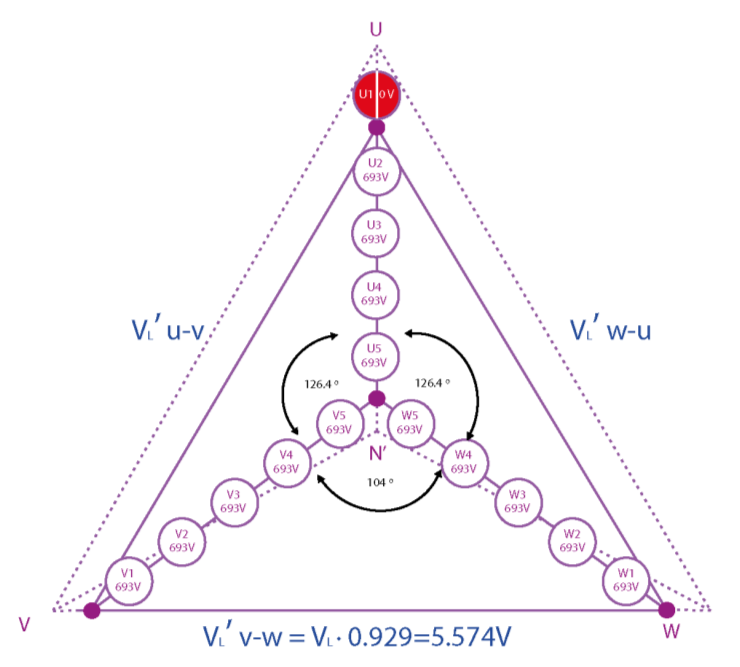 U
U1 0V
U2
693V
U3
693V
U4
693V
VL′ u-v
VL′ w-u
U5
693V
126.4 º
126.4 º
V5
693V
W5
693V
N′
V4
693V
W4
693V
104 º
V3
693V
W3
693V
V2
693V
W2
693V
V1
693V
W1
693V
V
W
VL′ v-w = VL· 0.929=5.574V